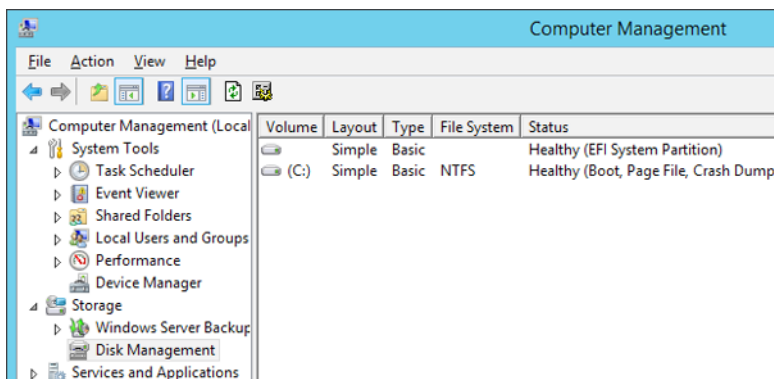 Computer Management
File Action View Help
Computer Management (Local
System Tools
Task Scheduler
Event Viewer
Shared Folders
Local Users and Groups
Performance
Device Manager
Storage
Windows Server Backup
Disk Management
Services and Applications
Volume Layout Type File System Status
Simple Basic Healthy (EFI System Partition)
(C:) Simple Basic NTFS Healthy (Boot, Page File, Crash Dump